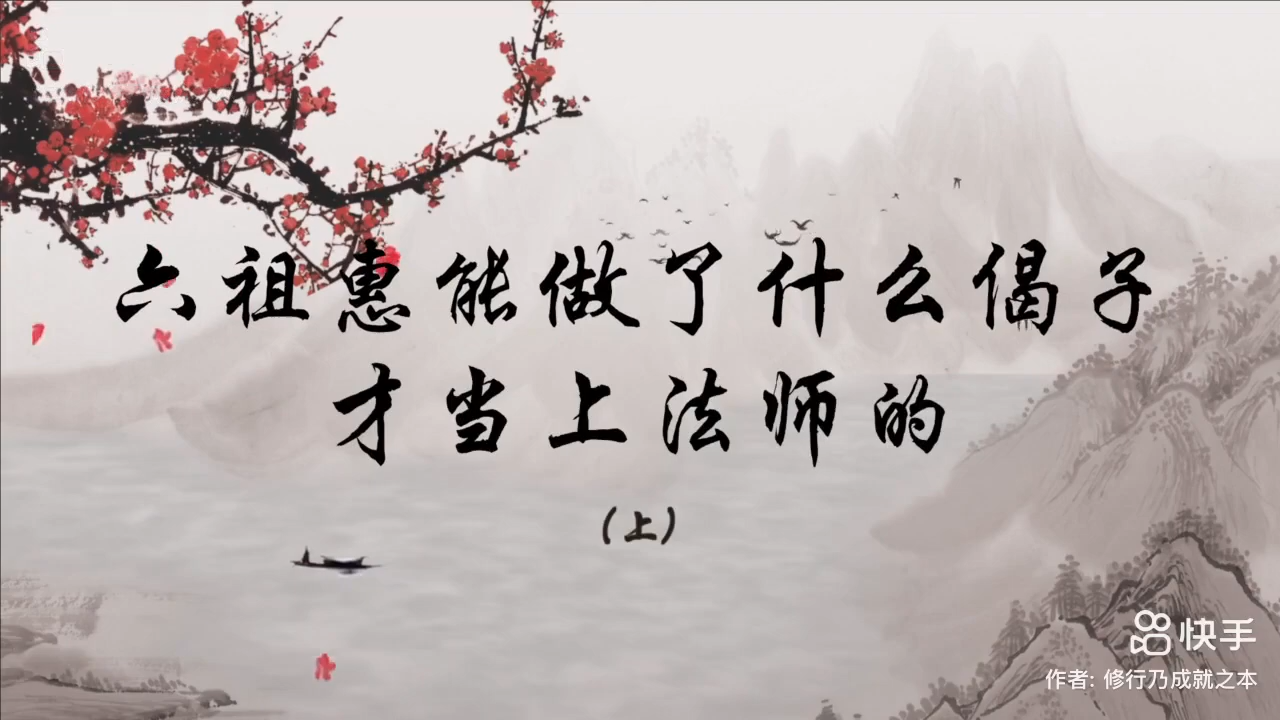 六祖惠能做了什么偈子
才当上法师的
(上)
快手
作者: 修行乃成就之本